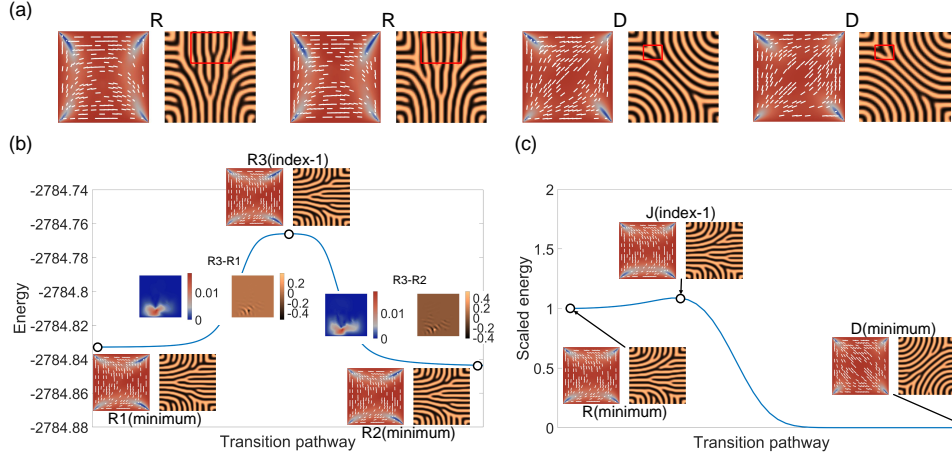 (a)
R
R
D
D
(b)
(c)
R3(index-1)
-2784.74
-2784.76
-2784.78
-2784.8
-2784.82
-2784.84
-2784.86
-2784.88
Energy
R3-R1
0.01
0
0.2
0
-0.2
-0.4
R3-R2
0.01
0
0.4
0.2
0
-0.2
-0.4
R1(minimum)
R2(minimum)
Transition pathway
2
1.5
1
0.5
0
Scaled energy
J(index-1)
R(minimum)
D(minimum)
Transition pathway